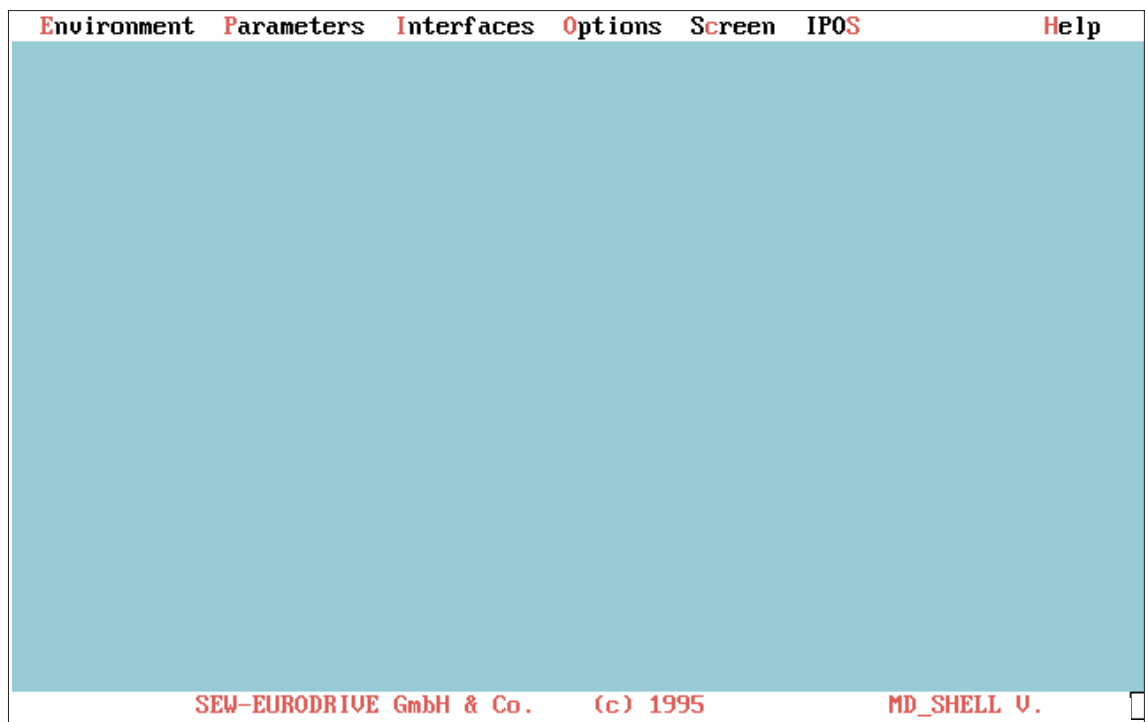 Environment Parameters Interfaces Options Screen IPOS Help
SEW-EURODRIVE GmbH & Co. (c) 1995 MD_SHELL V.